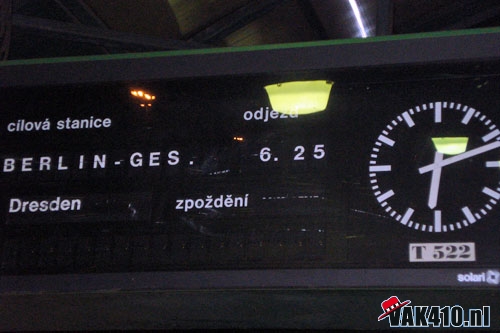 cílová stanice
odjezd
BERLIN-GES. 6.25
Dresden
zpoždění
T 522
solari
VAK410.nl